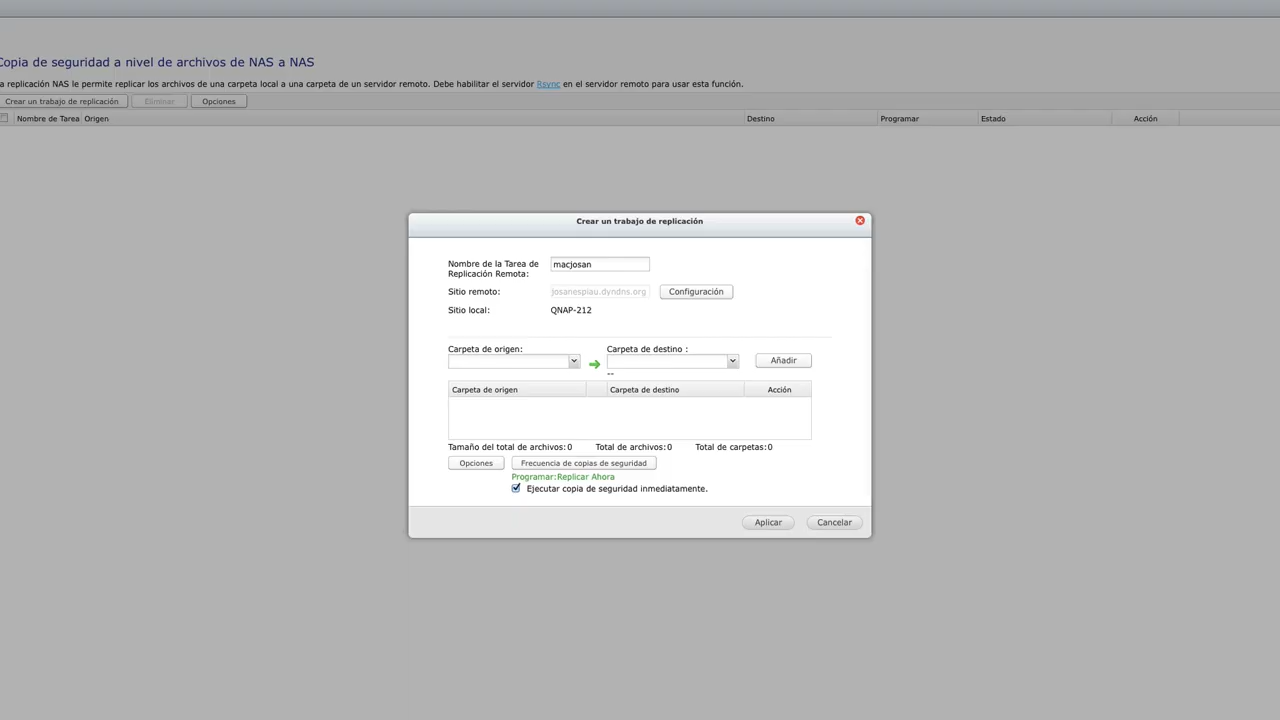 Copia de seguridad a nivel de archivos de NAS a NAS
a replicación NAS le permite replicar los archivos de una carpeta local a una carpeta de un servidor remoto. Debe habilitar el servidor Rsync en el servidor remoto para usar esta función.
Crear un trabajo de replicación Eliminar Opciones
Nombre de Tarea Origen Destino Programar Estado Acción
Crear un trabajo de replicación
Nombre de la Tarea de
Replicación Remota: macjosan
Sitio remoto: josanespiau.dyndns.org Configuración
Sitio local: QNAP-212
Carpeta de origen: Carpeta de destino :
Añadir
--
Carpeta de origen Carpeta de destino Acción
Tamaño del total de archivos:0 Total de archivos:0 Total de carpetas:0
Opciones Frecuencia de copias de seguridad
Programar:Replicar Ahora
Ejecutar copia de seguridad inmediatamente.
Aplicar Cancelar